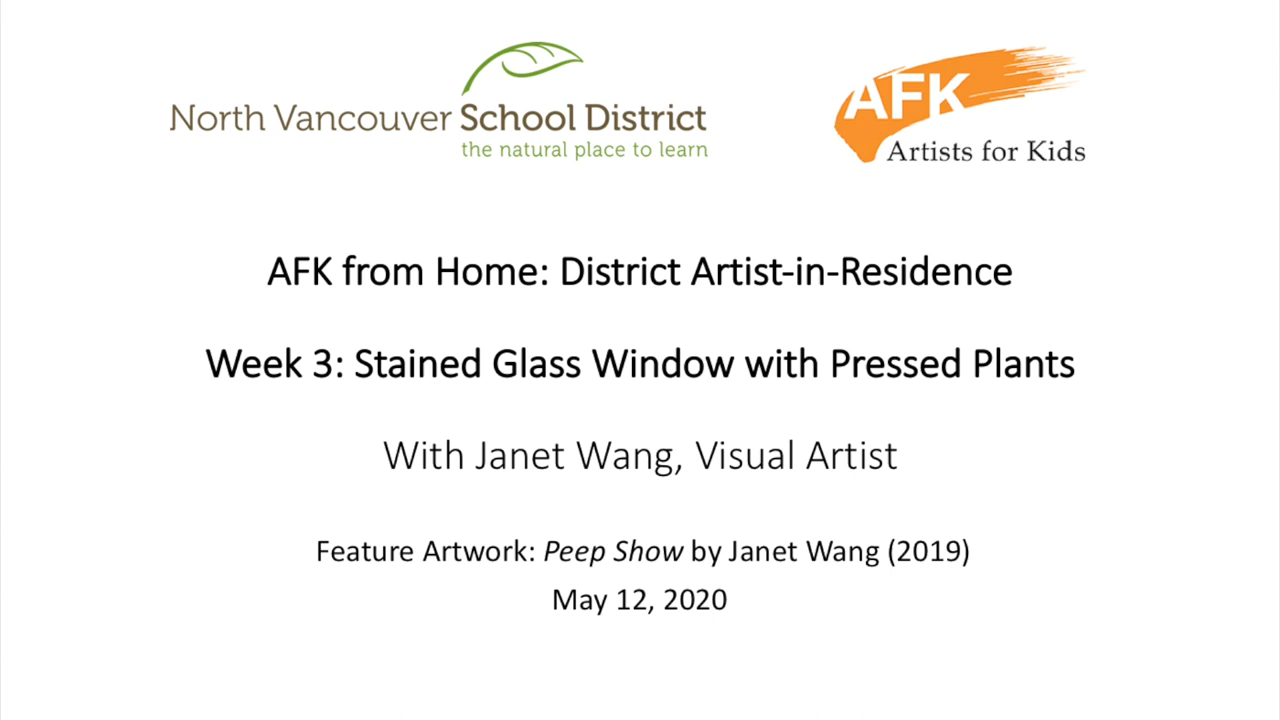 North Vancouver School District
the natural place to learn
AFK
Artists for Kids
AFK from Home: District Artist-in-Residence
Week 3: Stained Glass Window with Pressed Plants
With Janet Wang, Visual Artist
Feature Artwork: Peep Show by Janet Wang (2019)
May 12, 2020